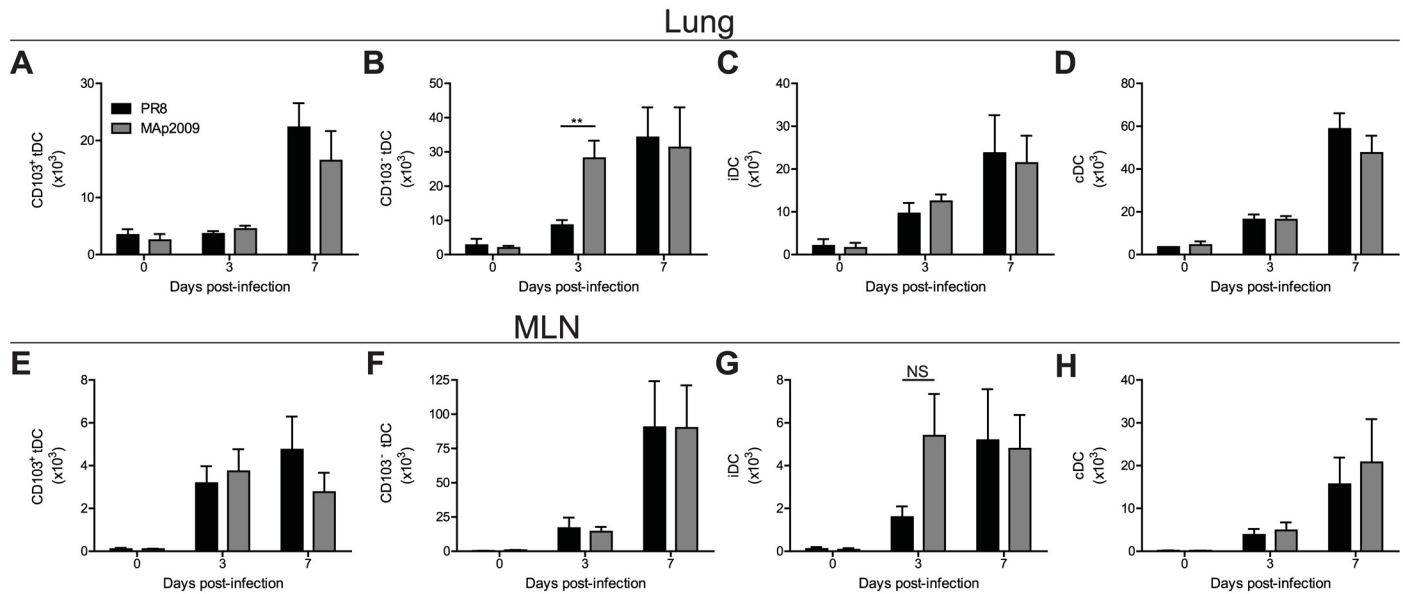 Lung
A
30
20
10
0
CD103⁺ tDC
(x10³)
PR8
MAp2009
0
3
7
Days post-infection
B
50
40
30
20
10
0
CD103⁻ tDC
(x10³)
**
0
3
7
Days post-infection
C
40
30
20
10
0
iDC
(x10³)
0
3
7
Days post-infection
D
80
60
40
20
0
cDC
(x10³)
0
3
7
Days post-infection
MLN
E
8
6
4
2
0
CD103⁺ tDC
(x10³)
0
3
7
Days post-infection
F
125
100
75
50
25
0
CD103⁻ tDC
(x10³)
0
3
7
Days post-infection
G
8
6
4
2
0
iDC
(x10³)
NS
0
3
7
Days post-infection
H
40
30
20
10
0
cDC
(x10³)
0
3
7
Days post-infection